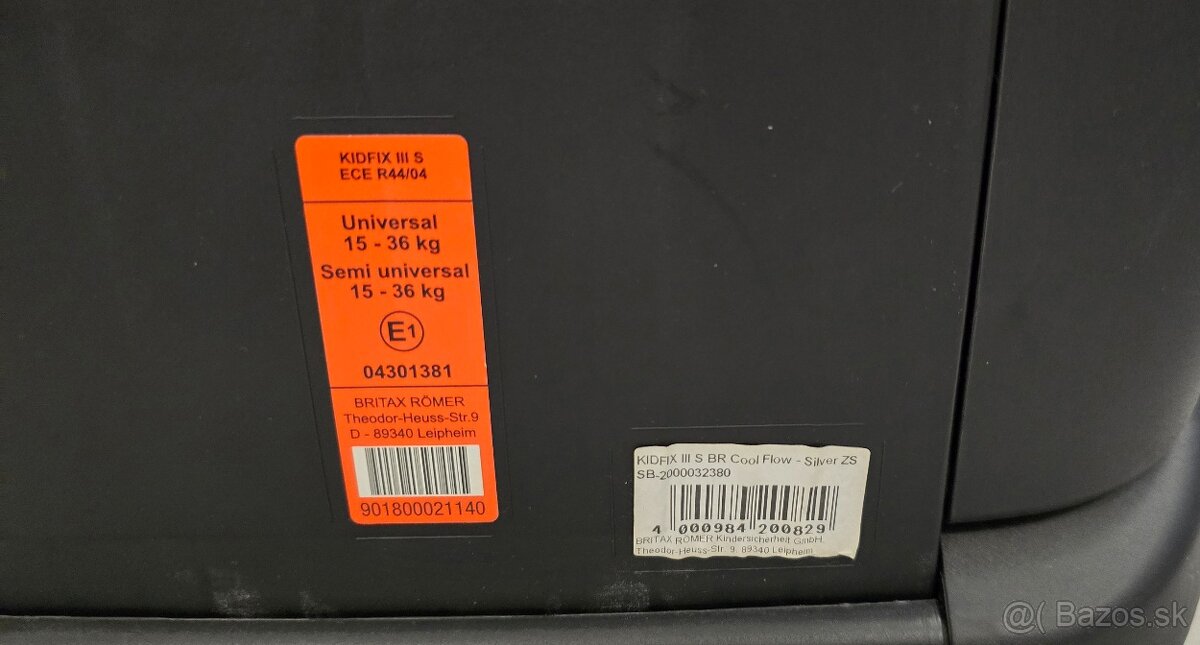 KIDFIX III S
ECE R44/04
Universal
15 - 36 kg
Semi universal
15 - 36 kg
E1
04301381
BRITAX RÖMER
Theodor-Heuss-Str.9
D - 89340 Leipheim
901800021140
KIDFIX III S BR Cool Flow - Silver ZS
SB-2000032380
4 000984 200829
BRITAX RÖMER Kindersicherheit GmbH
Theodor-Heuss-Str. 9, 89340 Leipheim
@( Bazos.sk